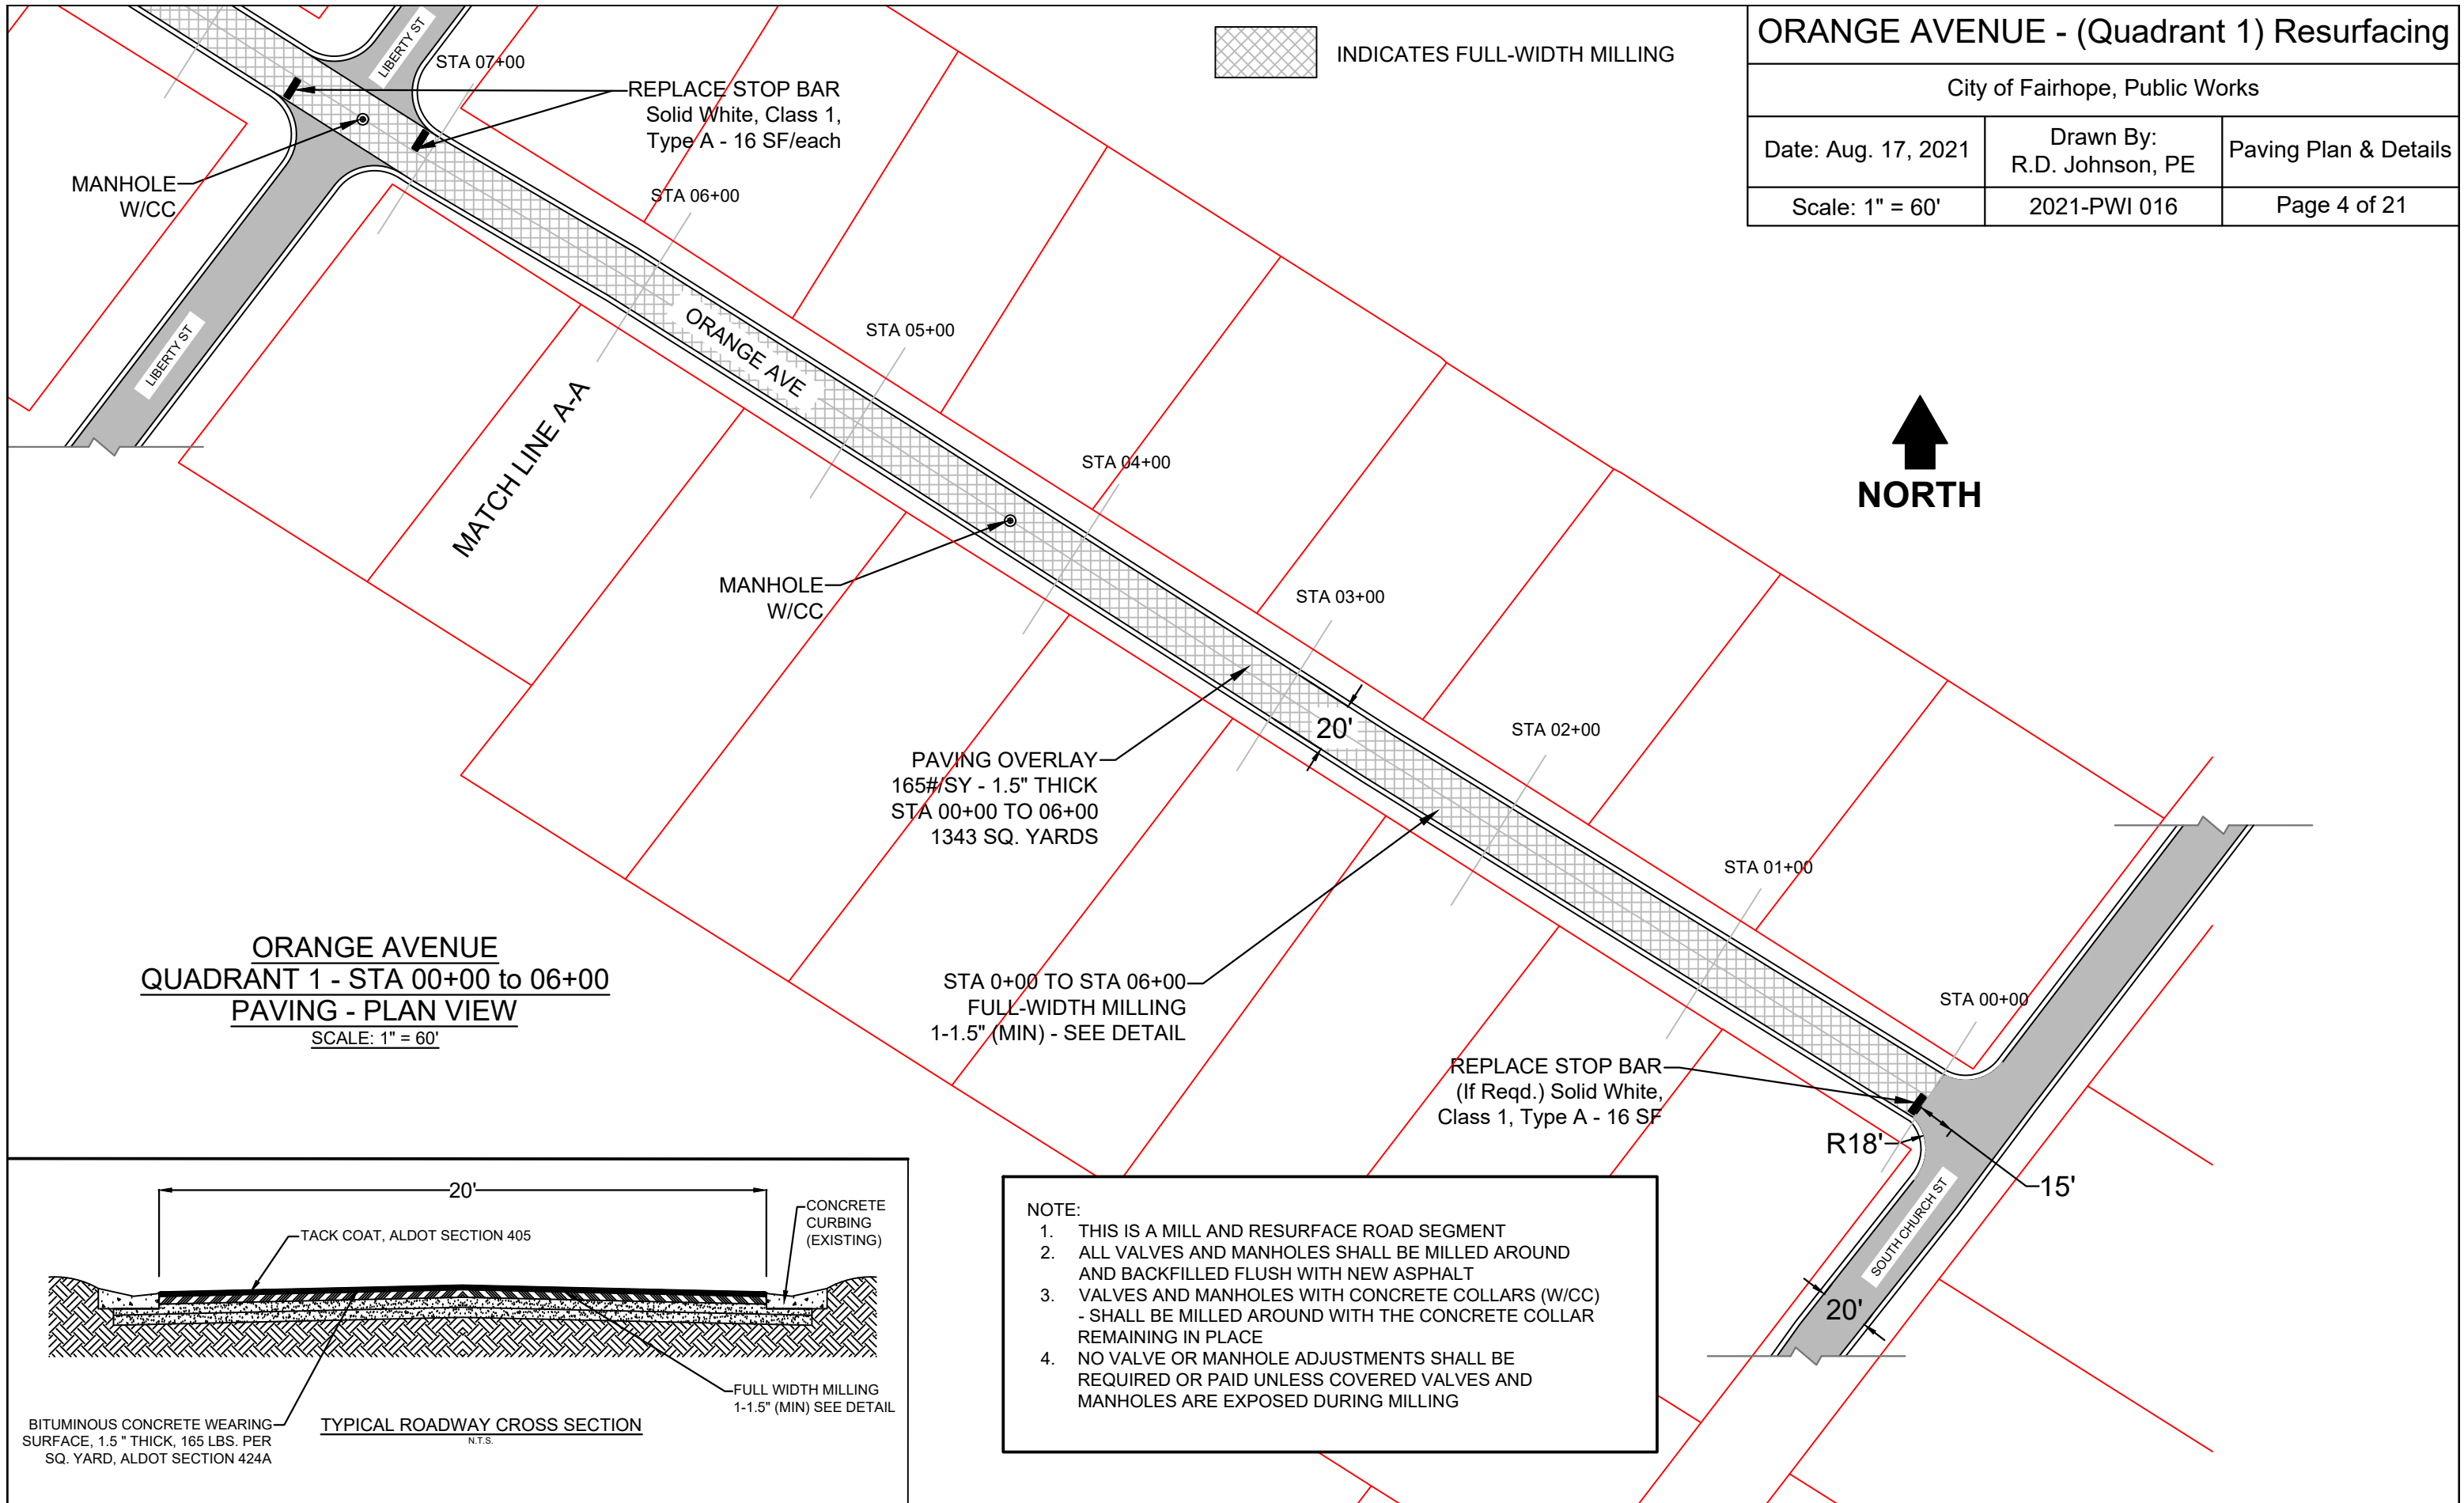 LIBERTY ST
STA 07+00
REPLACE STOP BAR
Solid White, Class 1,
Type A - 16 SF/each
MANHOLE
W/CC
STA 06+00
LIBERTY ST
INDICATES FULL-WIDTH MILLING
ORANGE AVENUE - (Quadrant 1) Resurfacing
City of Fairhope, Public Works
Date: Aug. 17, 2021
Drawn By:
R.D. Johnson, PE
Paving Plan & Details
Scale: 1" = 60'
2021-PWI 016
Page 4 of 21
ORANGE AVE
STA 05+00
MATCH LINE A-A
STA 04+00
NORTH
MANHOLE
W/CC
STA 03+00
20'
STA 02+00
PAVING OVERLAY
165#/SY - 1.5" THICK
STA 00+00 TO 06+00
1343 SQ. YARDS
STA 01+00
ORANGE AVENUE
QUADRANT 1 - STA 00+00 to 06+00
PAVING - PLAN VIEW
SCALE: 1" = 60'
STA 0+00 TO STA 06+00
FULL-WIDTH MILLING
1-1.5" (MIN) - SEE DETAIL
STA 00+00
REPLACE STOP BAR
(If Reqd.) Solid White,
Class 1, Type A - 16 SF
R18'
15'
SOUTH CHURCH ST
20'
20'
TACK COAT, ALDOT SECTION 405
CONCRETE
CURBING
(EXISTING)
FULL WIDTH MILLING
1-1.5" (MIN) SEE DETAIL
BITUMINOUS CONCRETE WEARING
SURFACE, 1.5 " THICK, 165 LBS. PER
SQ. YARD, ALDOT SECTION 424A
TYPICAL ROADWAY CROSS SECTION
N.T.S.
NOTE:
1. THIS IS A MILL AND RESURFACE ROAD SEGMENT
2. ALL VALVES AND MANHOLES SHALL BE MILLED AROUND
AND BACKFILLED FLUSH WITH NEW ASPHALT
3. VALVES AND MANHOLES WITH CONCRETE COLLARS (W/CC)
- SHALL BE MILLED AROUND WITH THE CONCRETE COLLAR
REMAINING IN PLACE
4. NO VALVE OR MANHOLE ADJUSTMENTS SHALL BE
REQUIRED OR PAID UNLESS COVERED VALVES AND
MANHOLES ARE EXPOSED DURING MILLING